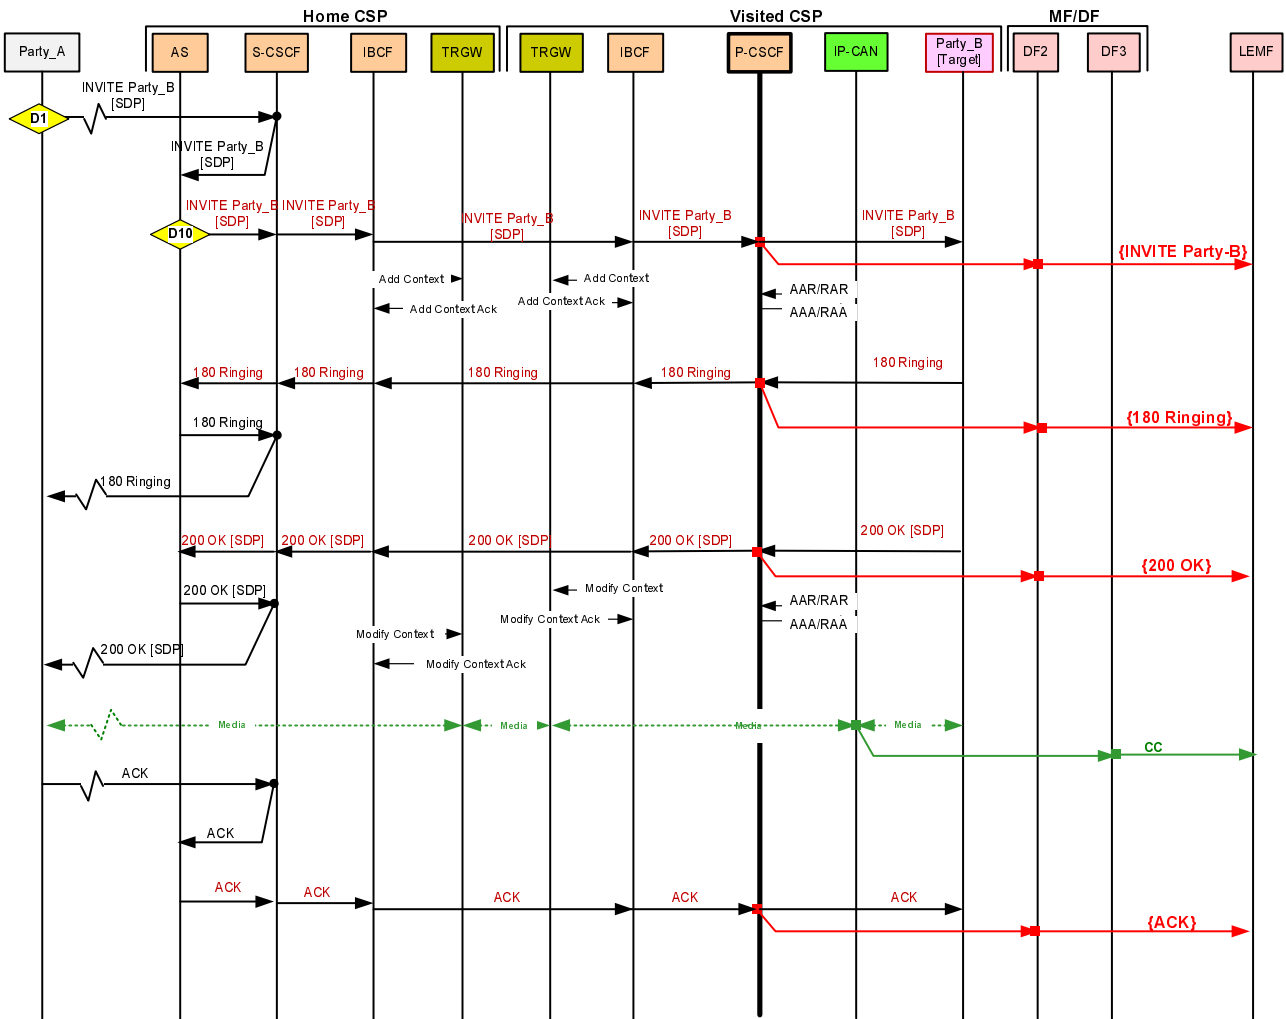 Home CSP
Visited CSP
MF/DF
Party_A
AS
S-CSCF
IBCF
TRGW
TRGW
IBCF
P-CSCF
IP-CAN
Party_B
[Target]
DF2
DF3
LEMF
INVITE Party_B
[SDP]
D1
INVITE Party_B
[SDP]
D10
INVITE Party_B
[SDP]
INVITE Party_B
[SDP]
INVITE Party_B
[SDP]
INVITE Party_B
[SDP]
INVITE Party_B
[SDP]
{INVITE Party-B}
Add Context
Add Context
AAR/RAR
Add Context Ack
Add Context Ack
AAA/RAA
180 Ringing
180 Ringing
180 Ringing
180 Ringing
180 Ringing
180 Ringing
{180 Ringing}
180 Ringing
200 OK [SDP]
200 OK [SDP]
200 OK [SDP]
200 OK [SDP]
200 OK [SDP]
{200 OK}
200 OK [SDP]
Modify Context
AAR/RAR
Modify Context Ack
AAA/RAA
Modify Context
200 OK [SDP]
Modify Context Ack
Media
Media
Media
Media
CC
ACK
ACK
ACK
ACK
ACK
ACK
ACK
{ACK}